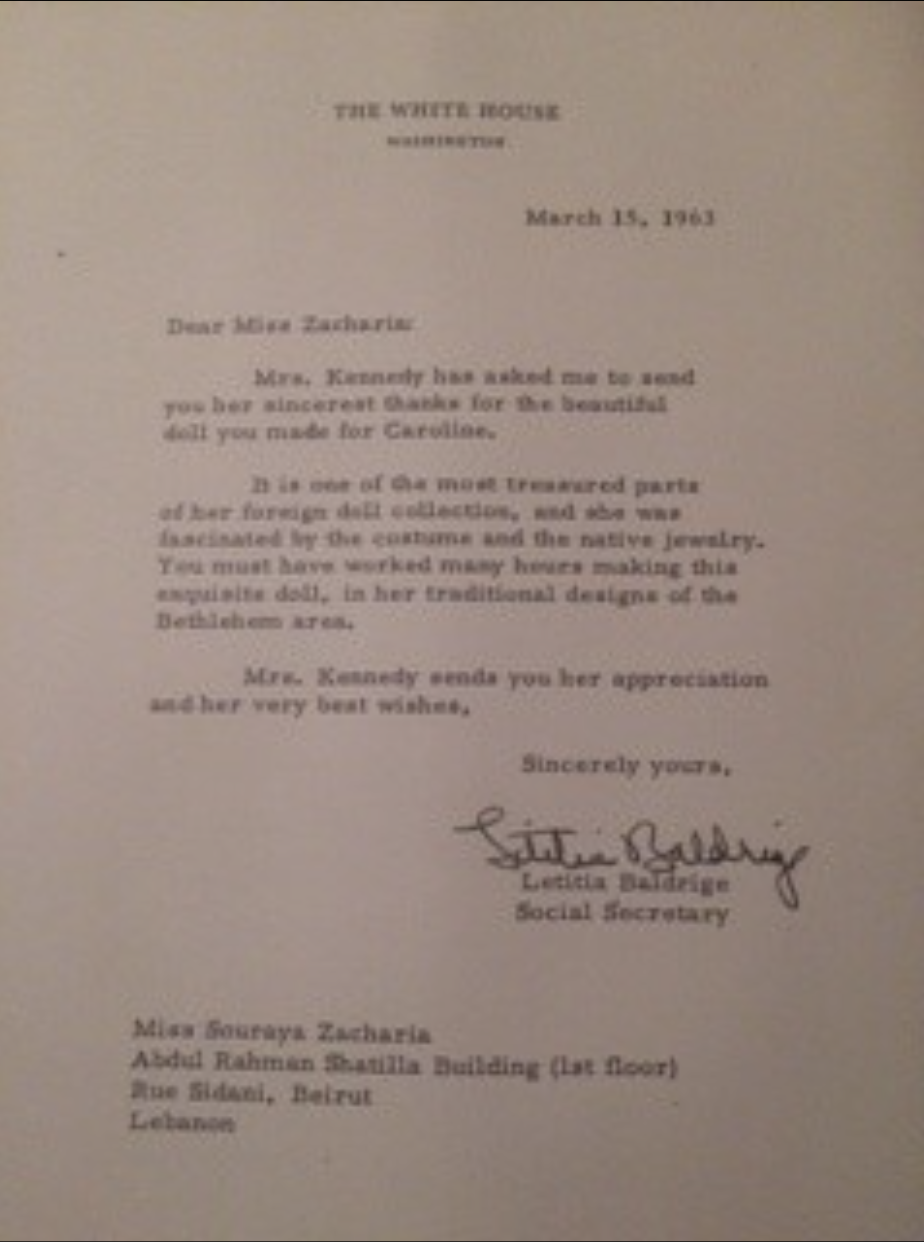 THE WHITE HOUSE
WASHINGTON
March 15, 1963
Dear Miss Zacharia:
Mrs. Kennedy has asked me to send
you her sincerest thanks for the beautiful
doll you made for Caroline.
It is one of the most treasured parts
of her foreign doll collection, and she was
fascinated by the costume and the native jewelry.
You must have worked many hours making this
exquisite doll, in her traditional designs of the
Bethlehem area.
Mrs. Kennedy sends you her appreciation
and her very best wishes,
Sincerely yours,
Letitia Baldrige
Letitia Baldrige
Social Secretary
Miss Souraya Zacharia
Abdul Rahman Shatilla Building (1st floor)
Rue Sidani, Beirut
Lebanon